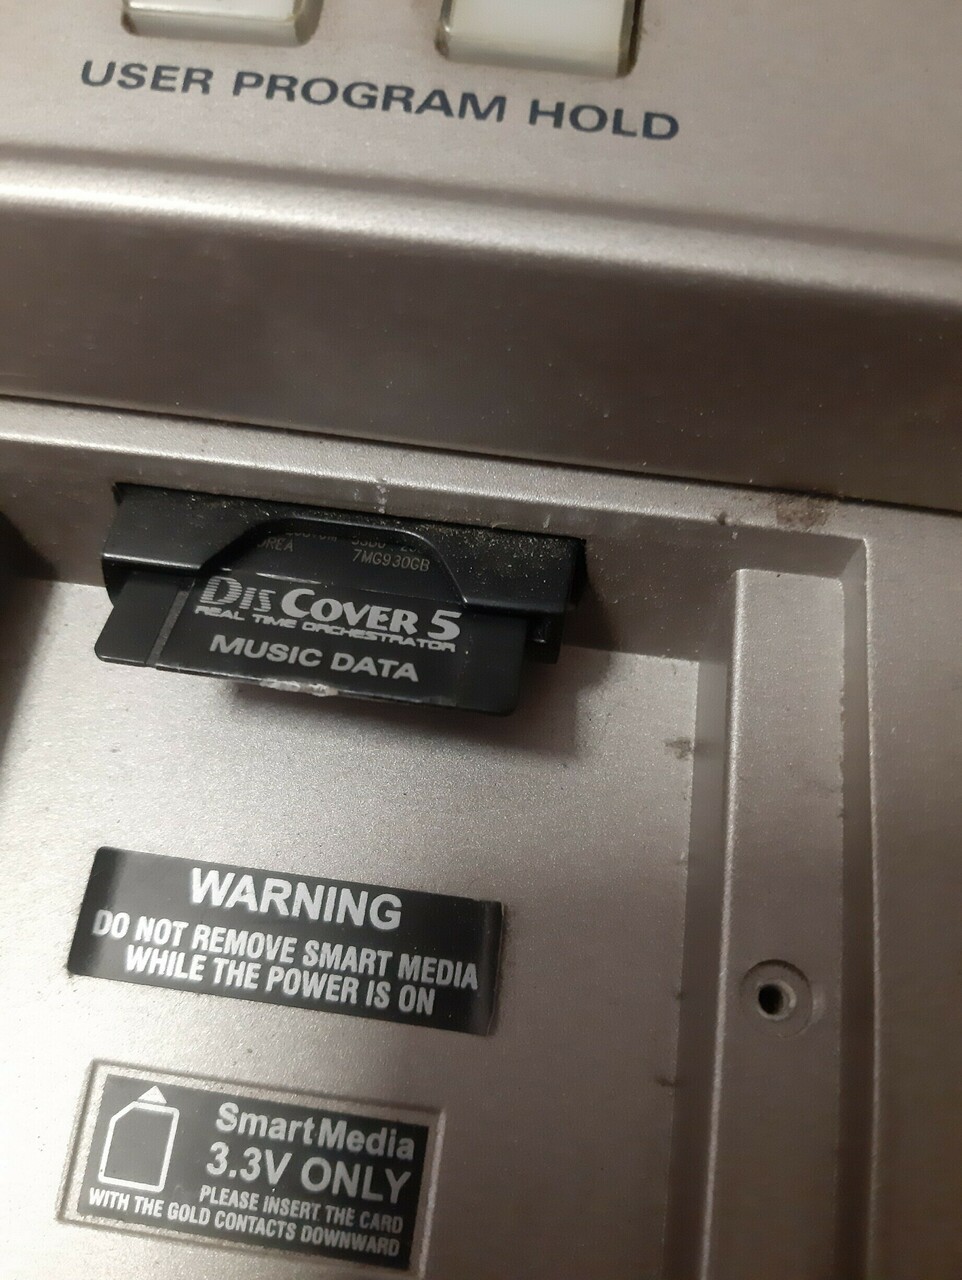 USER PROGRAM HOLD
OREA
7MG930GB
DisCover 5
REAL TIME ORCHESTRATOR
MUSIC DATA
WARNING
DO NOT REMOVE SMART MEDIA
WHILE THE POWER IS ON
SmartMedia
3.3V ONLY
PLEASE INSERT THE CARD
WITH THE GOLD CONTACTS DOWNWARD